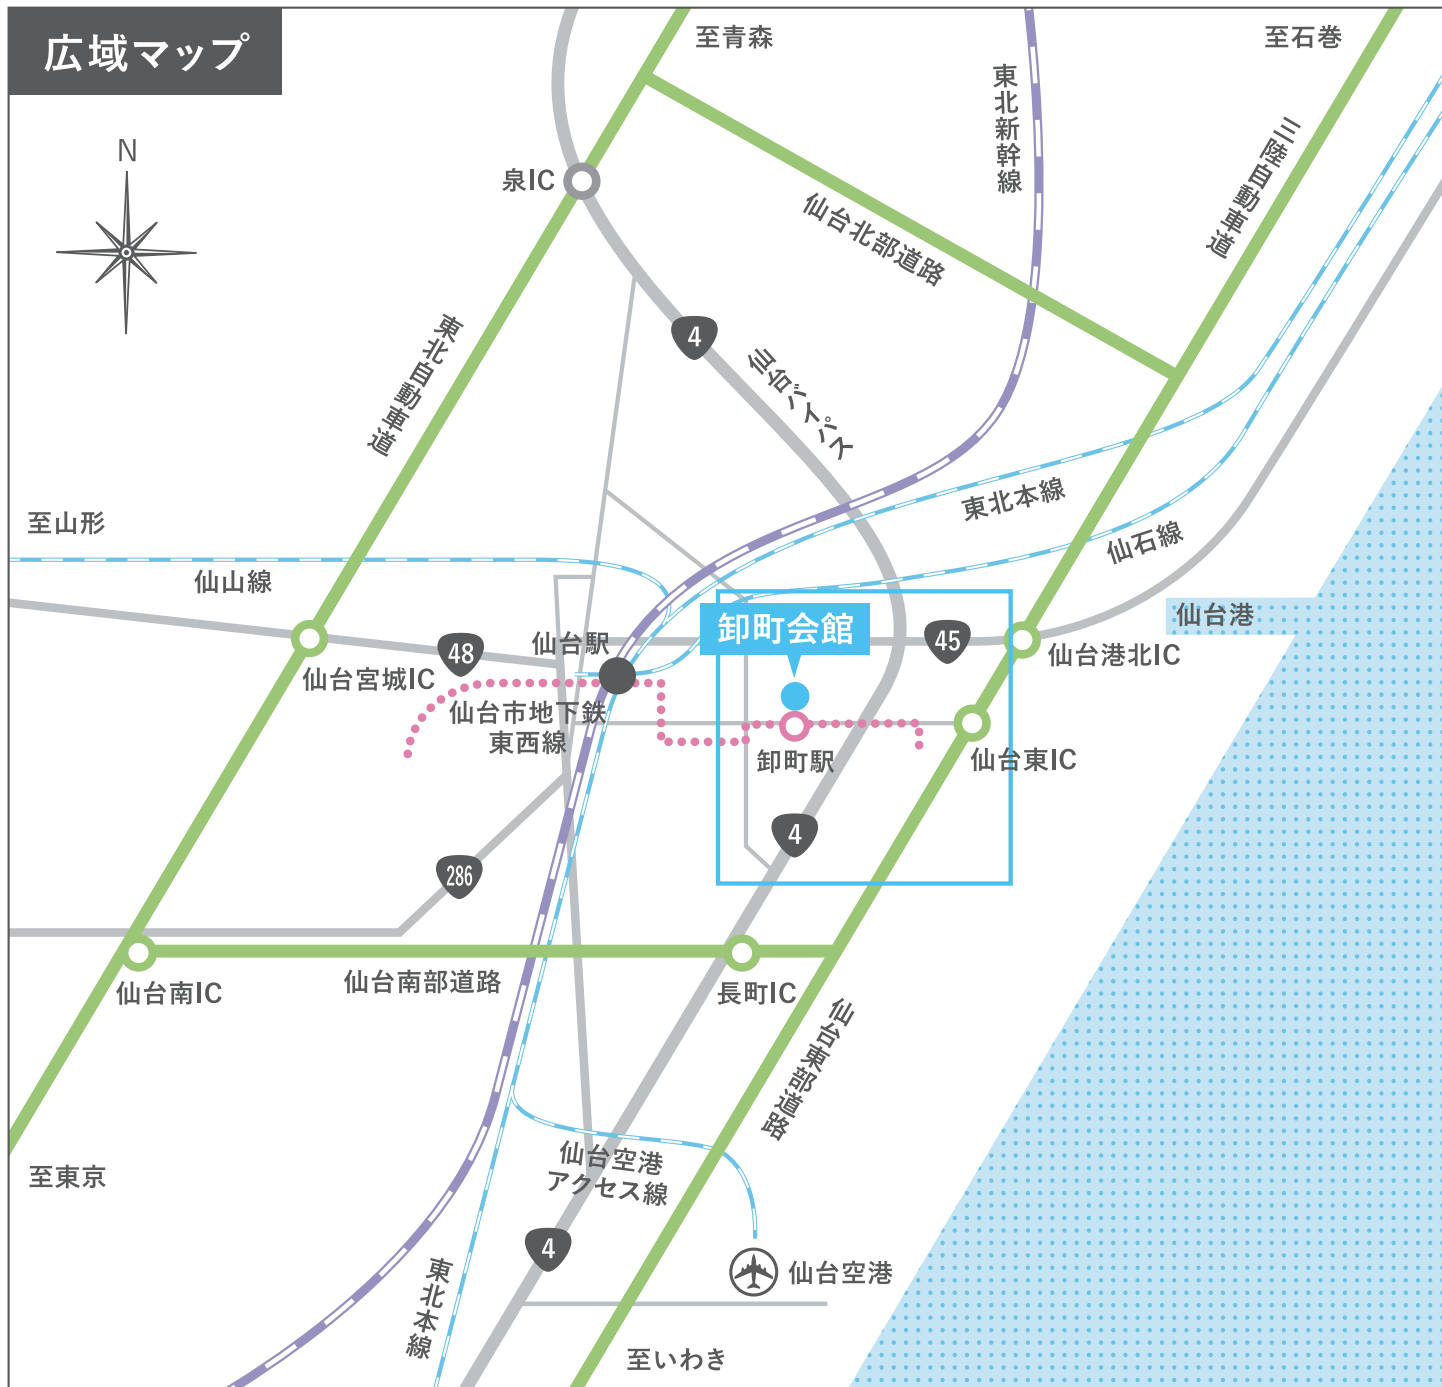 広域マップ
至青森
至石巻
N
東北新幹線
三陸自動車道
泉IC
仙台北部道路
4
仙台バイパス
東北自動車道
東北本線
至山形
仙石線
仙山線
仙台港
卸町会館
仙台駅
48
45
仙台港北IC
仙台宮城IC
仙台市地下鉄
東西線
卸町駅
仙台東IC
4
286
仙台南部道路
仙台南IC
長町IC
仙台東部道路
仙台空港
アクセス線
至東京
4
仙台空港
東北本線
至いわき